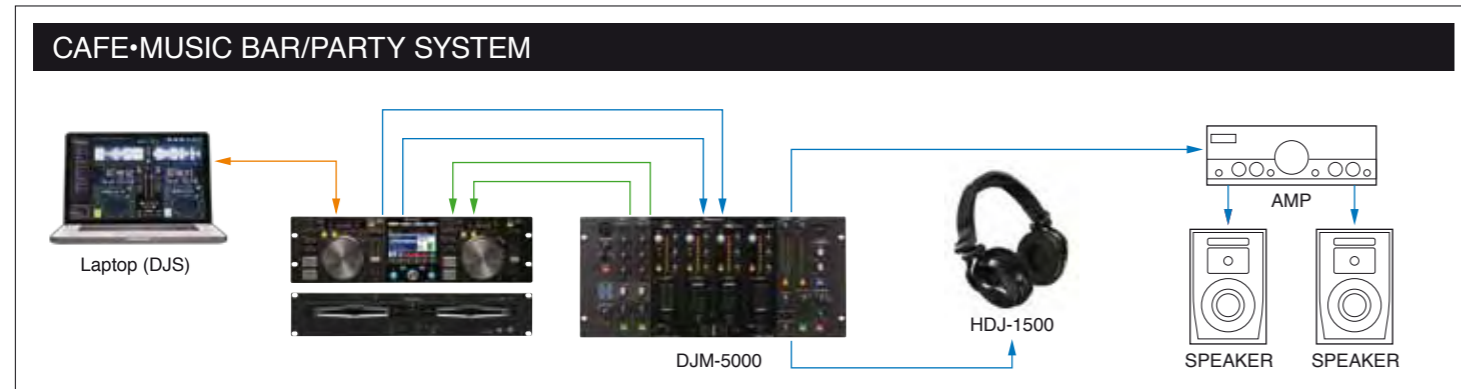 CAFE•MUSIC BAR/PARTY SYSTEM
Laptop (DJS)
DJM-5000
HDJ-1500
AMP
SPEAKER
SPEAKER